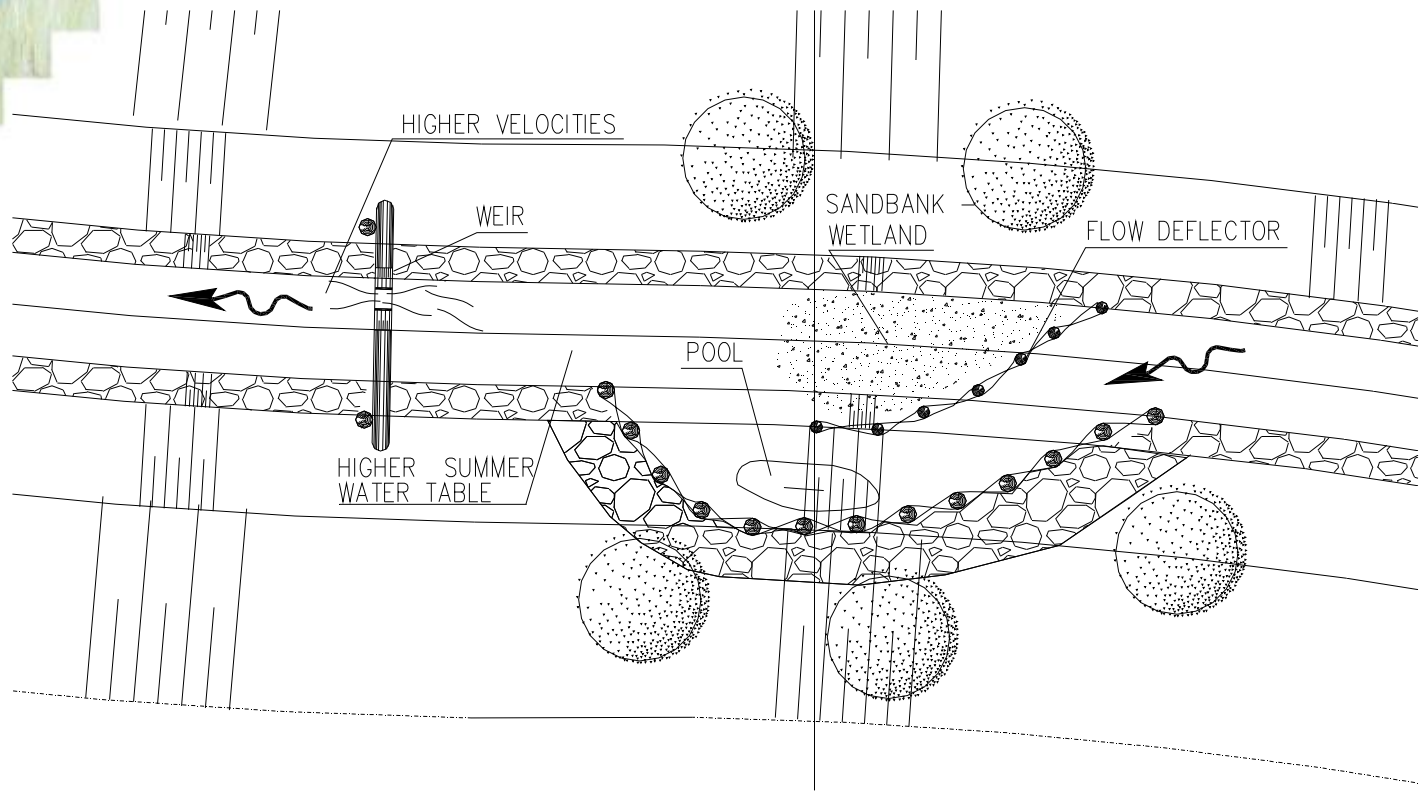 HIGHER VELOCITIES
WEIR
SANDBANK
WETLAND
FLOW DEFLECTOR
POOL
HIGHER SUMMER
WATER TABLE